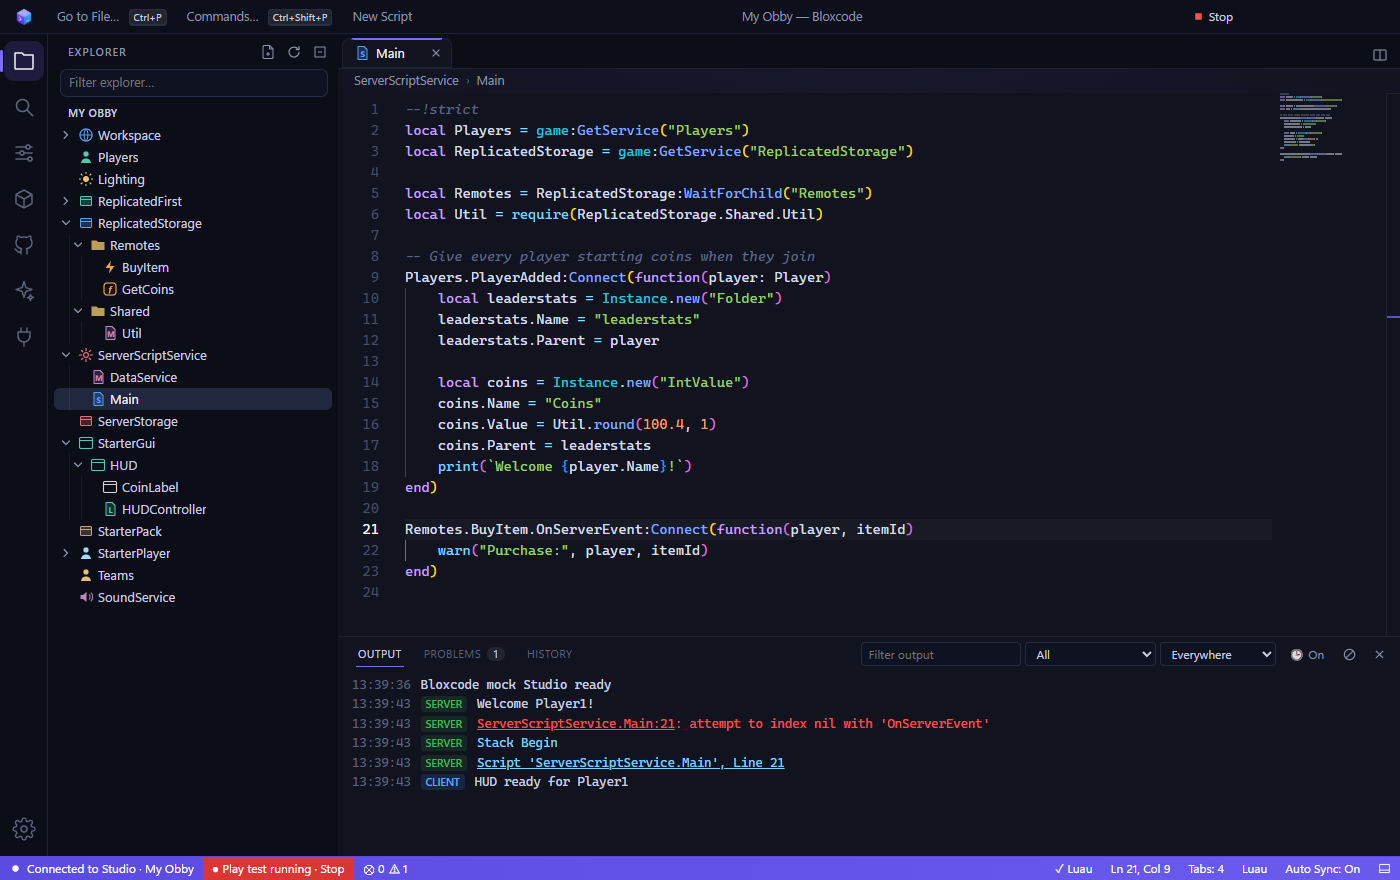 Go to File... Ctrl+P Commands... Ctrl+Shift+P New Script My Obby — Bloxcode Stop
EXPLORER
Filter explorer...
MY OBBY
Workspace
Players
Lighting
ReplicatedFirst
ReplicatedStorage
Remotes
BuyItem
GetCoins
Shared
Util
ServerScriptService
DataService
Main
ServerStorage
StarterGui
HUD
CoinLabel
HUDController
StarterPack
StarterPlayer
Teams
SoundService
Main
ServerScriptService › Main
1 --!strict
2 local Players = game:GetService("Players")
3 local ReplicatedStorage = game:GetService("ReplicatedStorage")
4
5 local Remotes = ReplicatedStorage:WaitForChild("Remotes")
6 local Util = require(ReplicatedStorage.Shared.Util)
7
8 -- Give every player starting coins when they join
9 Players.PlayerAdded:Connect(function(player: Player)
10     local leaderstats = Instance.new("Folder")
11     leaderstats.Name = "leaderstats"
12     leaderstats.Parent = player
13
14     local coins = Instance.new("IntValue")
15     coins.Name = "Coins"
16     coins.Value = Util.round(100.4, 1)
17     coins.Parent = leaderstats
18     print(`Welcome {player.Name}!`)
19 end)
20
21 Remotes.BuyItem.OnServerEvent:Connect(function(player, itemId)
22     warn("Purchase:", player, itemId)
23 end)
24
OUTPUT PROBLEMS 1 HISTORY Filter output All Everywhere On
13:39:36 Bloxcode mock Studio ready
13:39:43 SERVER Welcome Player1!
13:39:43 SERVER ServerScriptService.Main:21: attempt to index nil with 'OnServerEvent'
13:39:43 SERVER Stack Begin
13:39:43 SERVER Script 'ServerScriptService.Main', Line 21
13:39:43 CLIENT HUD ready for Player1
Connected to Studio · My Obby Play test running · Stop 0 1 ✓ Luau Ln 21, Col 9 Tabs: 4 Luau Auto Sync: On